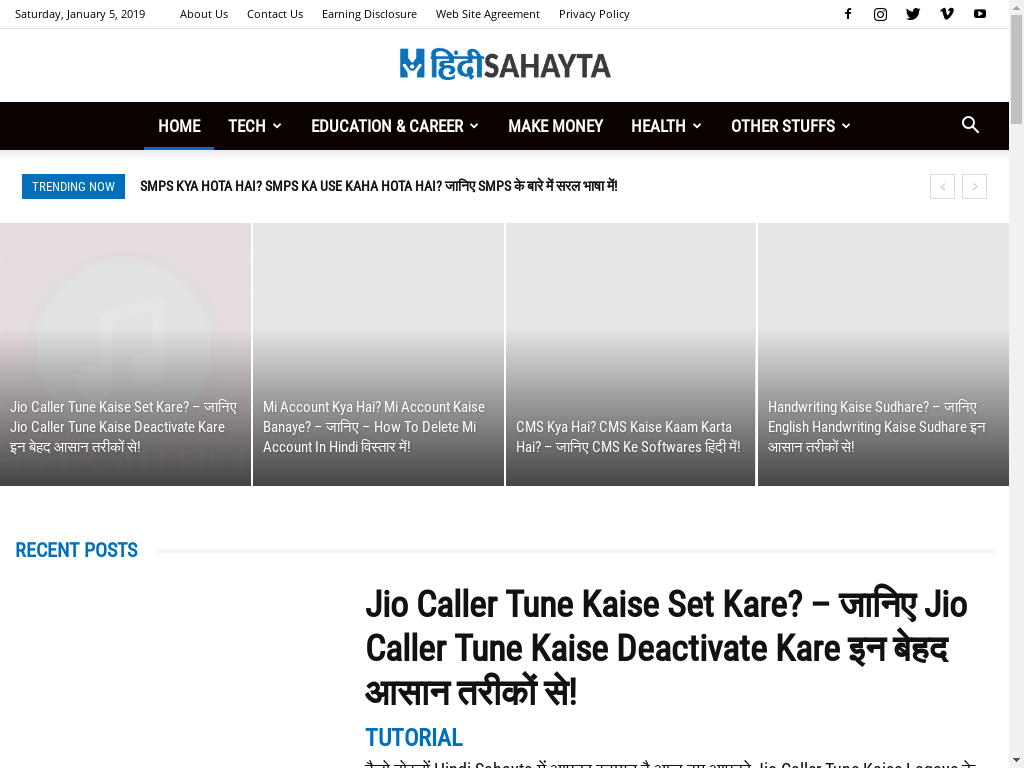 Saturday, January 5, 2019 About Us Contact Us Earning Disclosure Web Site Agreement Privacy Policy
हिंदीSAHAYTA
HOME TECH EDUCATION & CAREER MAKE MONEY HEALTH OTHER STUFFS
TRENDING NOW SMPS KYA HOTA HAI? SMPS KA USE KAHA HOTA HAI? जानिए SMPS के बारे में सरल भाषा में!
Jio Caller Tune Kaise Set Kare? – जानिए
Jio Caller Tune Kaise Deactivate Kare
इन बेहद आसान तरीकों से!
Mi Account Kya Hai? Mi Account Kaise
Banaye? – जानिए – How To Delete Mi
Account In Hindi विस्तार में!
CMS Kya Hai? CMS Kaise Kaam Karta
Hai? – जानिए CMS Ke Softwares हिंदी में!
Handwriting Kaise Sudhare? – जानिए
English Handwriting Kaise Sudhare इन
आसान तरीकों से!
RECENT POSTS
Jio Caller Tune Kaise Set Kare? – जानिए Jio
Caller Tune Kaise Deactivate Kare इन बेहद
आसान तरीकों से!
TUTORIAL